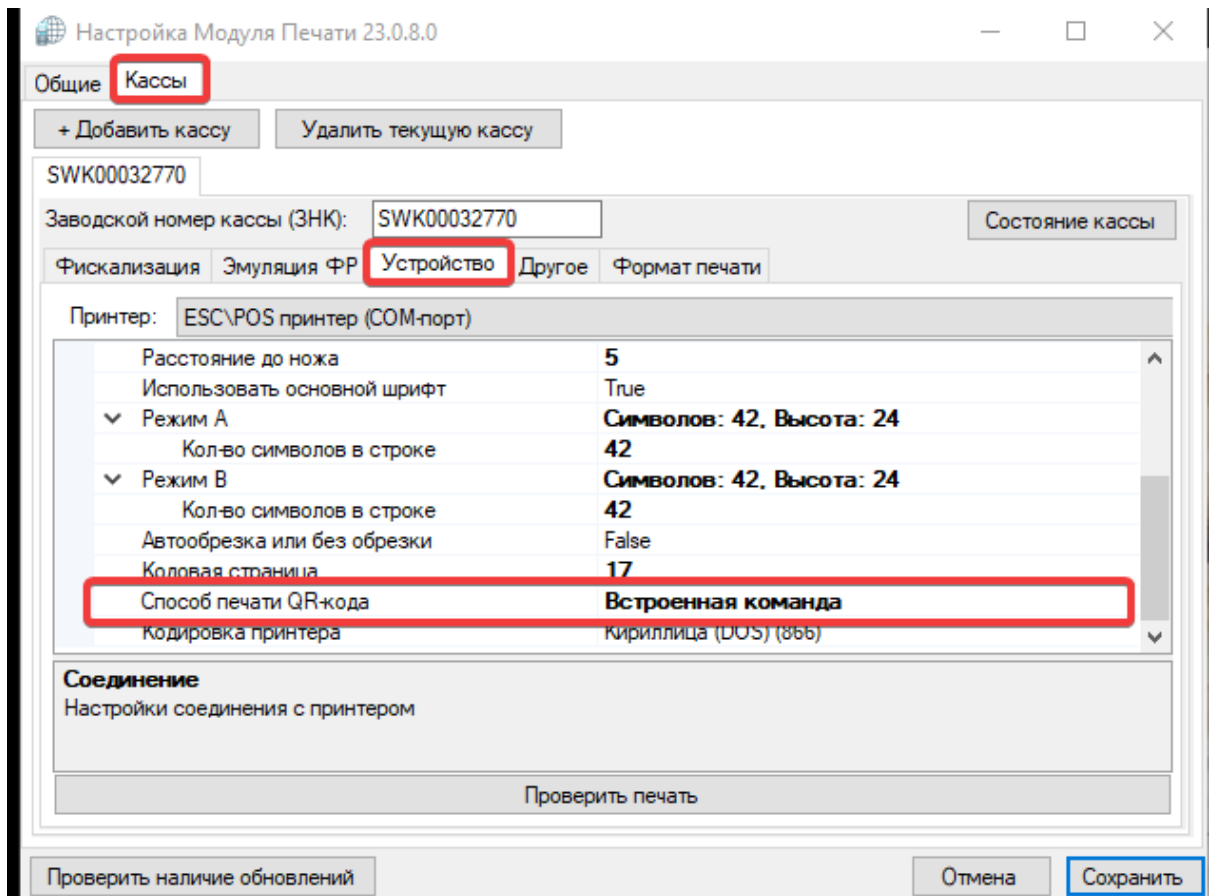 Настройка Модуля Печати 23.0.8.0
Общие Кассы
+ Добавить кассу Удалить текущую кассу
SWK00032770
Заводской номер кассы (ЗНК): SWK00032770 Состояние кассы
Фискализация Эмуляция ФР Устройство Другое Формат печати
Принтер: ESC\POS принтер (COM-порт)
Расстояние до ножа 5
Использовать основной шрифт True
Режим А Символов: 42, Высота: 24
Кол-во символов в строке 42
Режим В Символов: 42, Высота: 24
Кол-во символов в строке 42
Автообрезка или без обрезки False
Кодовая страница 17
Способ печати QR-кода Встроенная команда
Кодировка принтера Кириллица (DOS) (866)
Соединение
Настройки соединения с принтером
Проверить печать
Проверить наличие обновлений Отмена Сохранить